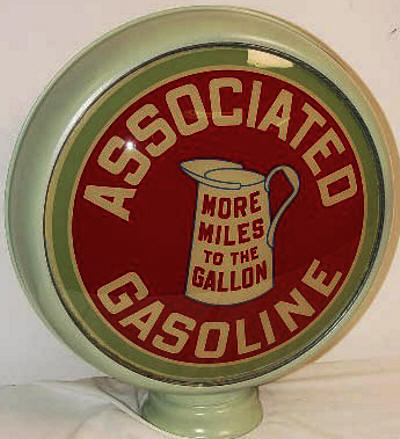 ASSOCIATED
MORE
MILES
TO THE
GALLON
GASOLINE